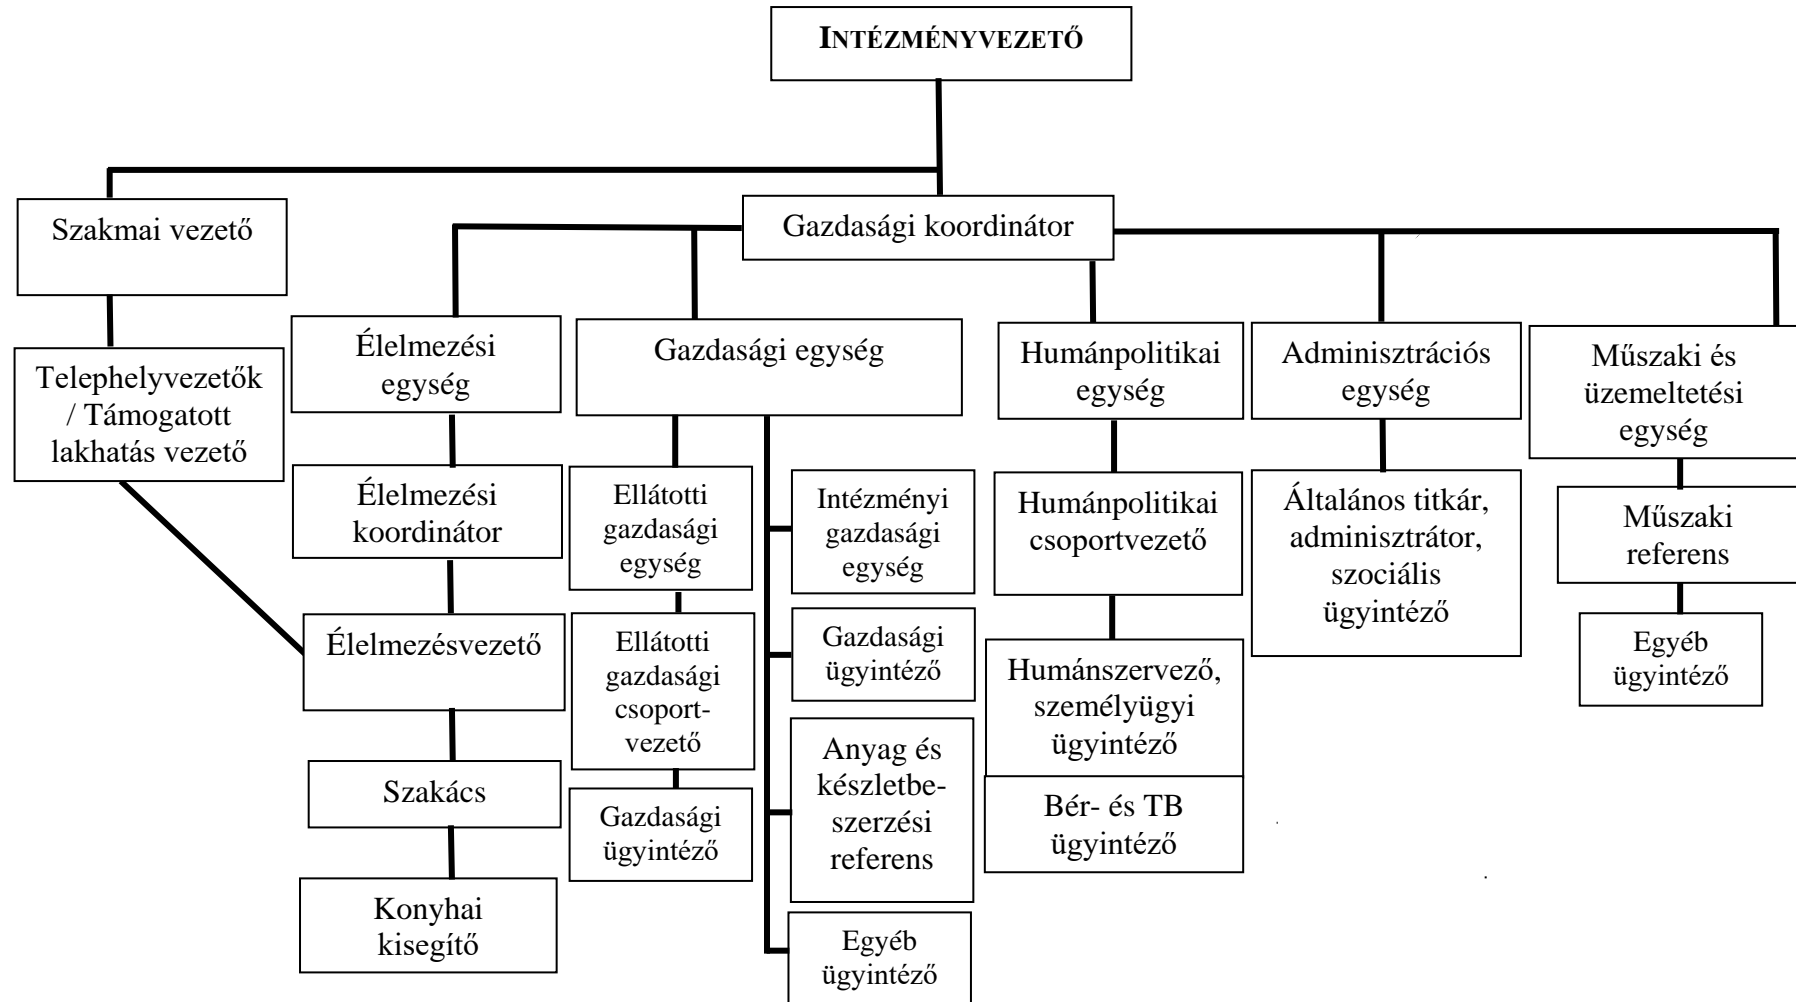 INTÉZMÉNYVEZETŐ
Szakmai vezető
Gazdasági koordinátor
Telephelyvezetők
/ Támogatott
lakhatás vezető
Élelmezési
egység
Élelmezési
koordinátor
Élelmezésvezető
Szakács
Konyhai
kisegítő
Gazdasági egység
Ellátotti
gazdasági
egység
Ellátotti
gazdasági
csoport-
vezető
Gazdasági
ügyintéző
Intézményi
gazdasági
egység
Gazdasági
ügyintéző
Anyag és
készletbe-
szerzési
referens
Egyéb
ügyintéző
Humánpolitikai
egység
Humánpolitikai
csoportvezető
Humánszervező,
személyügyi
ügyintéző
Bér- és TB
ügyintéző
Adminisztrációs
egység
Általános titkár,
adminisztrátor,
szociális
ügyintéző
Műszaki és
üzemeltetési
egység
Műszaki
referens
Egyéb
ügyintéző